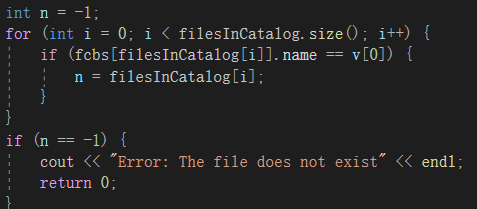 int n = -1;
for (int i = 0; i < filesInCatalog.size(); i++) {
    if (fcbs[filesInCatalog[i]].name == v[0]) {
        n = filesInCatalog[i];
    }
}
if (n == -1) {
    cout << "Error: The file does not exist" << endl;
    return 0;
}